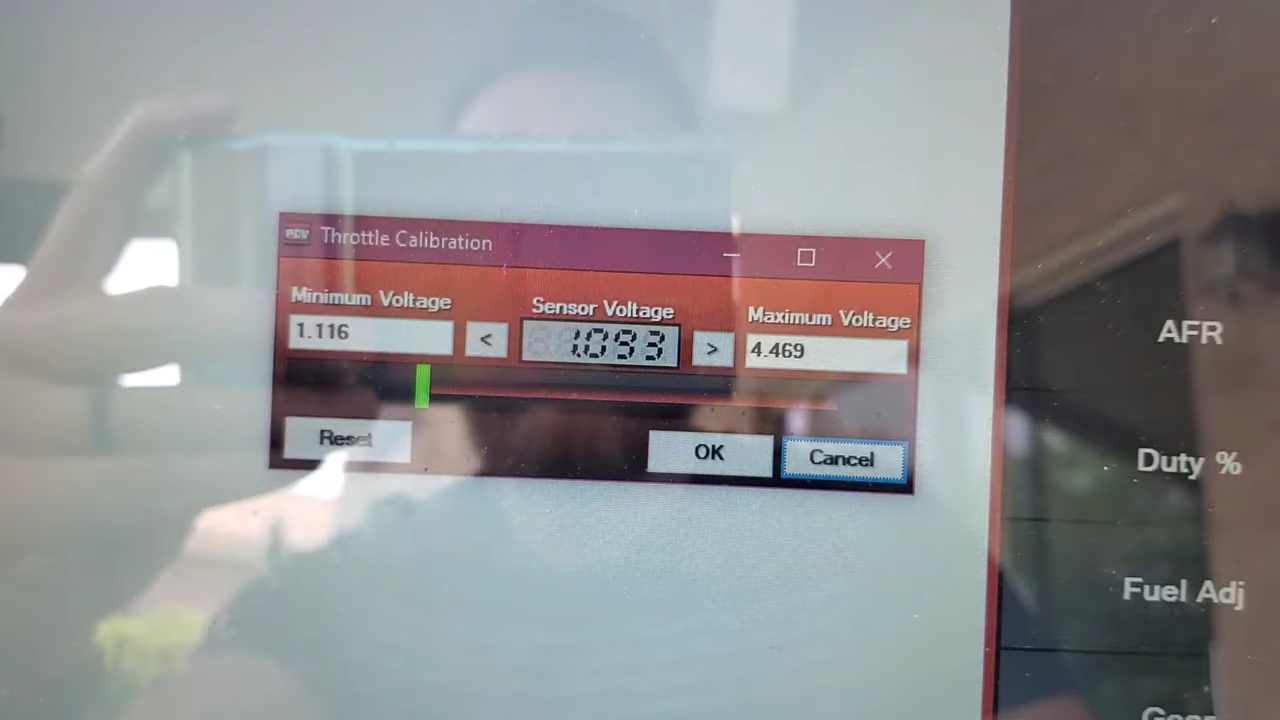 PCV Throttle Calibration
Minimum Voltage
Sensor Voltage
Maximum Voltage
1.116
<
1.093
>
4.469
Reset
OK
Cancel
AFR
Duty %
Fuel Adj